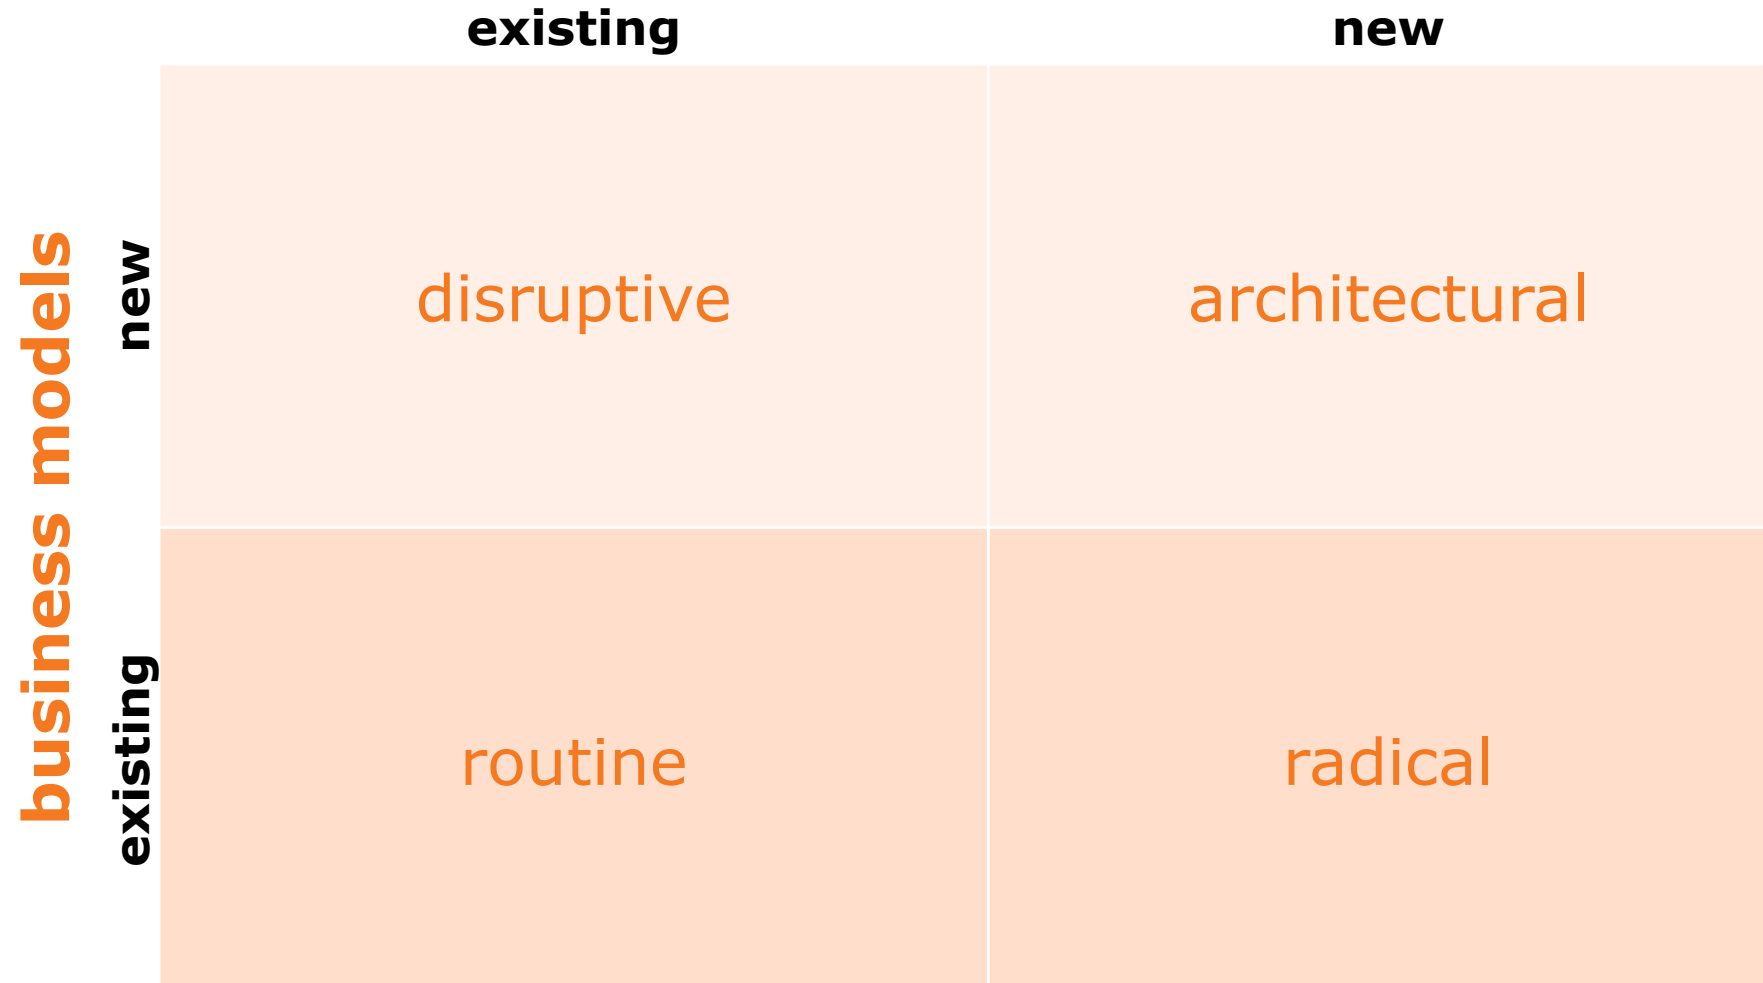 existing new
business models
new
disruptive architectural
existing
routine radical